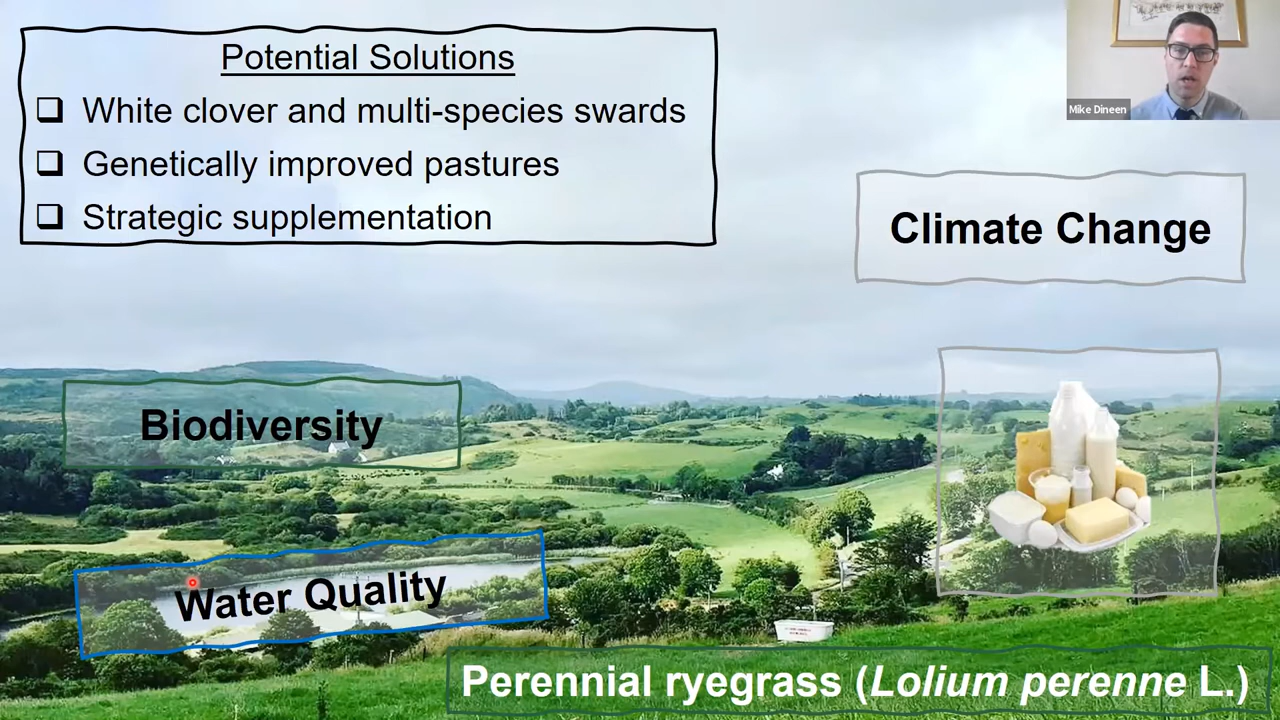 Potential Solutions
❑ White clover and multi-species swards
❑ Genetically improved pastures
❑ Strategic supplementation
Mike Dineen
Climate Change
Biodiversity
Water Quality
Perennial ryegrass (Lolium perenne L.)